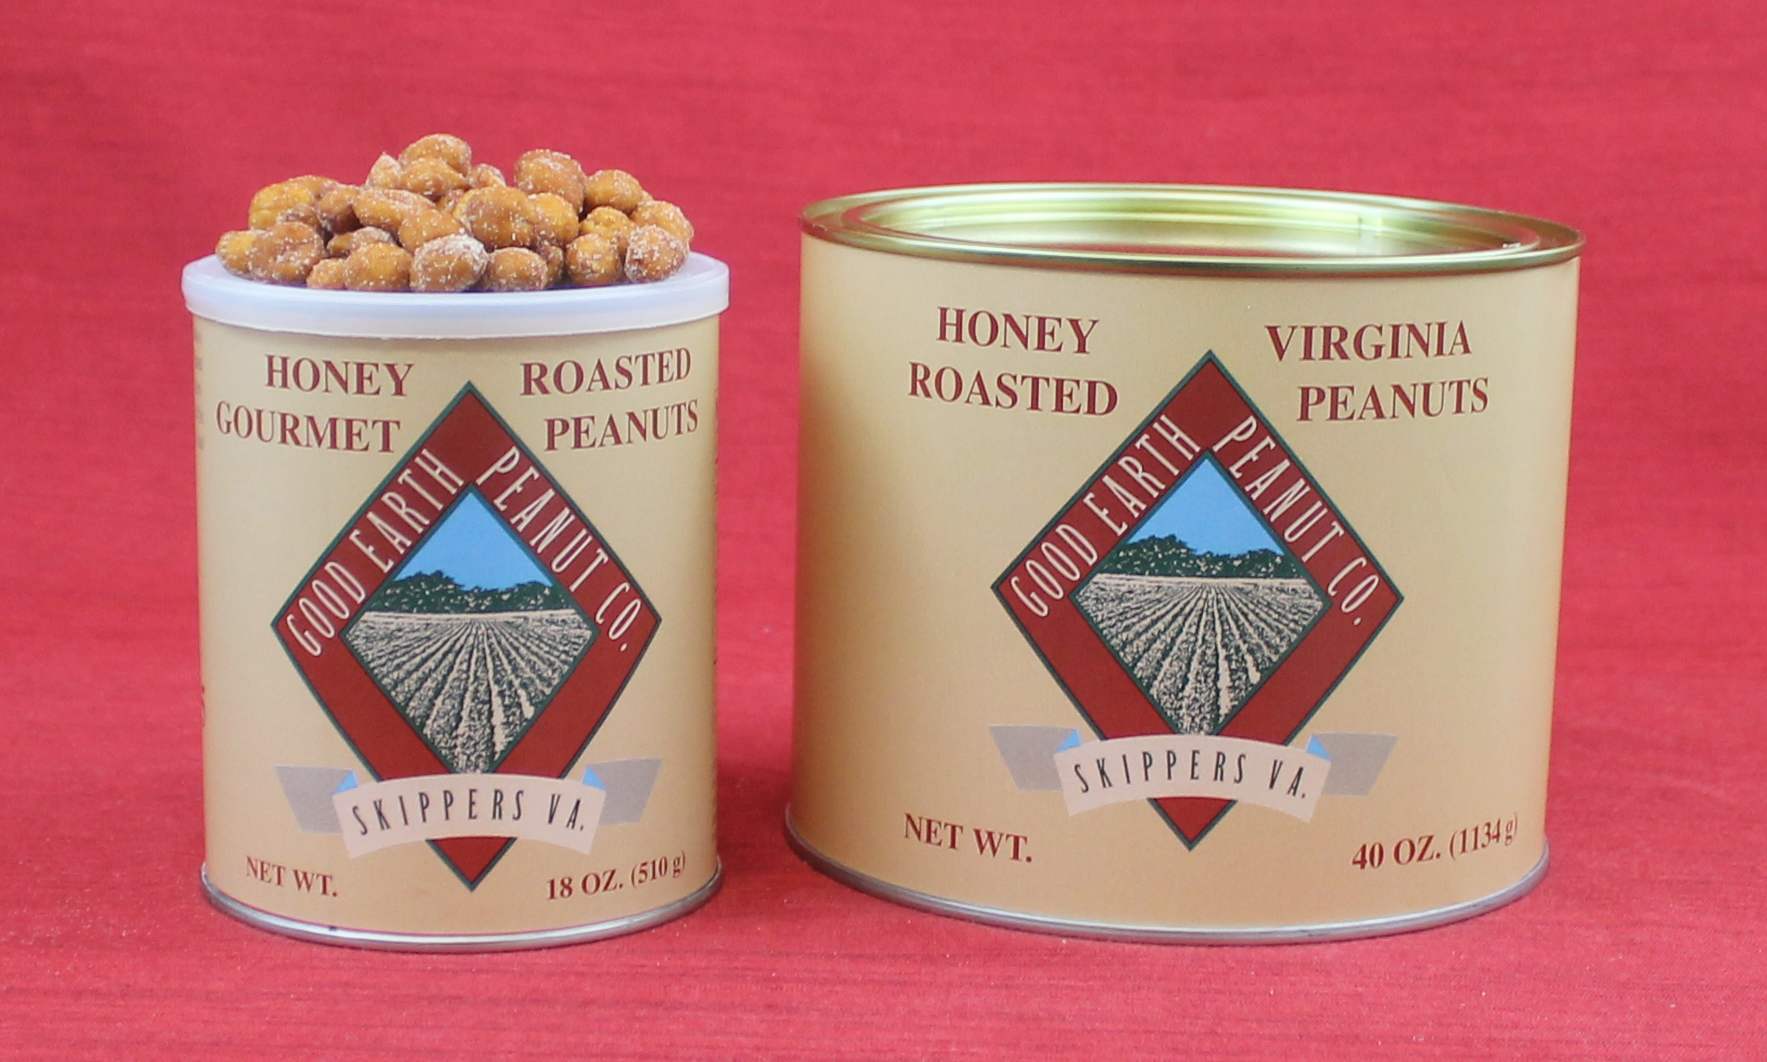 HONEY ROASTED
GOURMET PEANUTS
GOOD EARTH PEANUT CO.
SKIPPERS VA.
NET WT. 18 OZ. (510 g)
HONEY VIRGINIA
ROASTED PEANUTS
GOOD EARTH PEANUT CO.
SKIPPERS VA.
NET WT. 40 OZ. (1134 g)